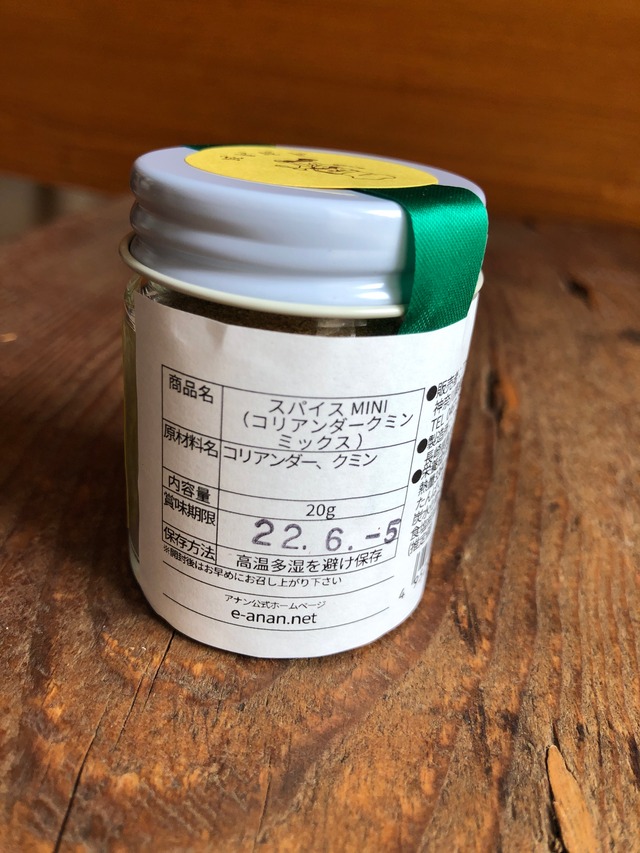 商品名
スパイス MINI
(コリアンダークミン
ミックス)
原材料名
コリアンダー、クミン
内容量
20g
賞味期限
22.6.-5
保存方法
高温多湿を避け保存
※開封後はお早めにお召し上がり下さい
アナン公式ホームページ
e-anan.net
TEL
4